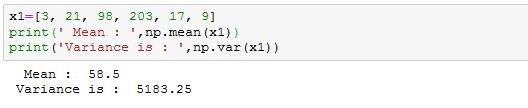 x1=[3, 21, 98, 203, 17, 9]
print(' Mean : ',np.mean(x1))
print('Variance is : ',np.var(x1))
Mean :  58.5
Variance is :  5183.25